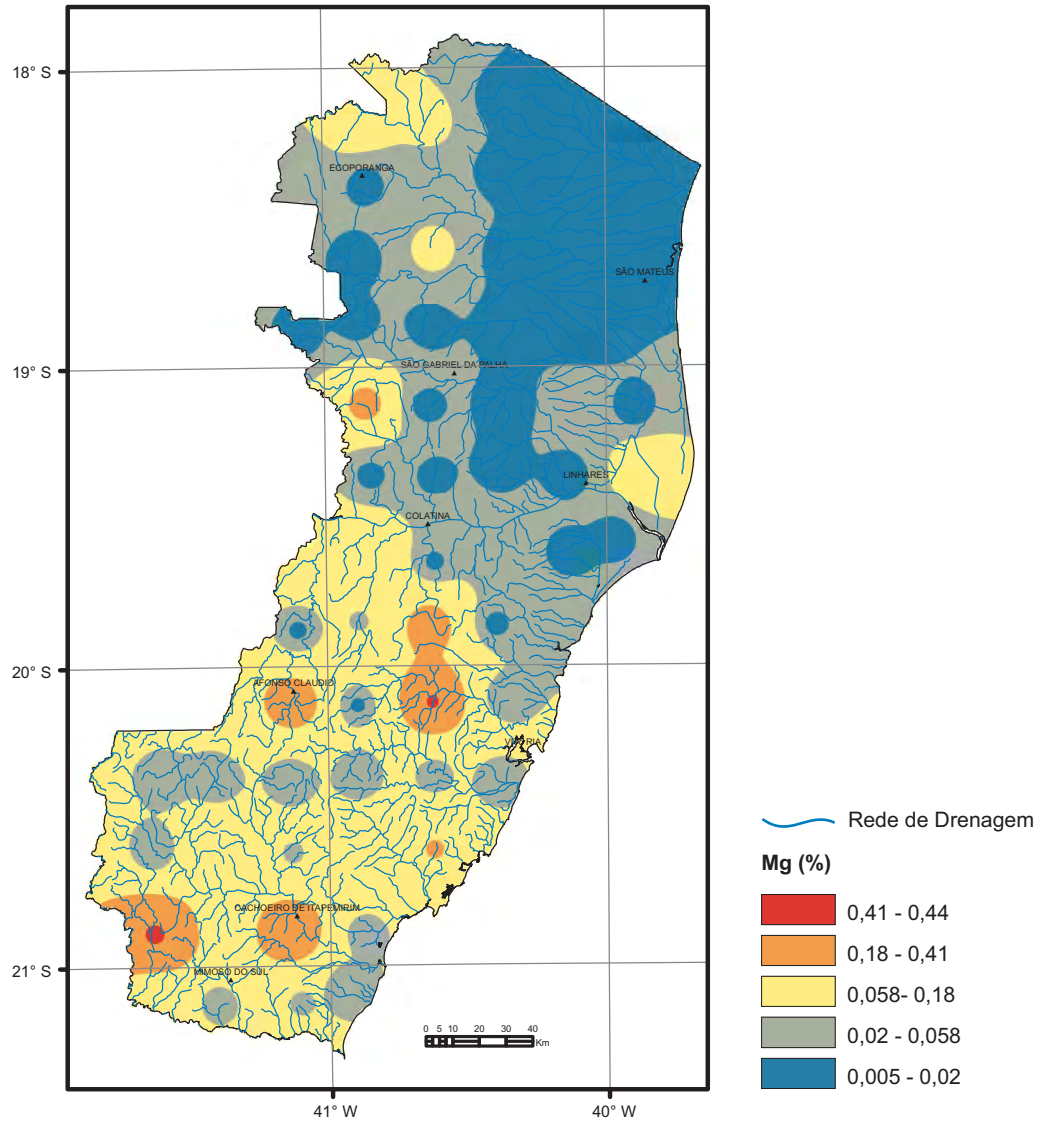 18° S
ECOPORANGA
SÃO MATEUS
19° S
SÃO GABRIEL DA PALHA
LINHARES
COLATINA
20° S
AFONSO CLAUDIO
CACHOEIRO DE ITAPEMIRIM
21° S
MIMOSO DO SUL
0 5 10 20 30 40
Km
41° W
40° W
Rede de Drenagem
Mg (%)
0,41 - 0,44
0,18 - 0,41
0,058- 0,18
0,02 - 0,058
0,005 - 0,02